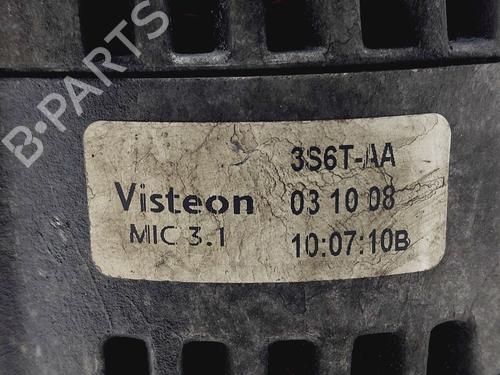 B-PARTS
3S6T-AA
Visteon 03 10 08
MIC 3.1 10:07:10B